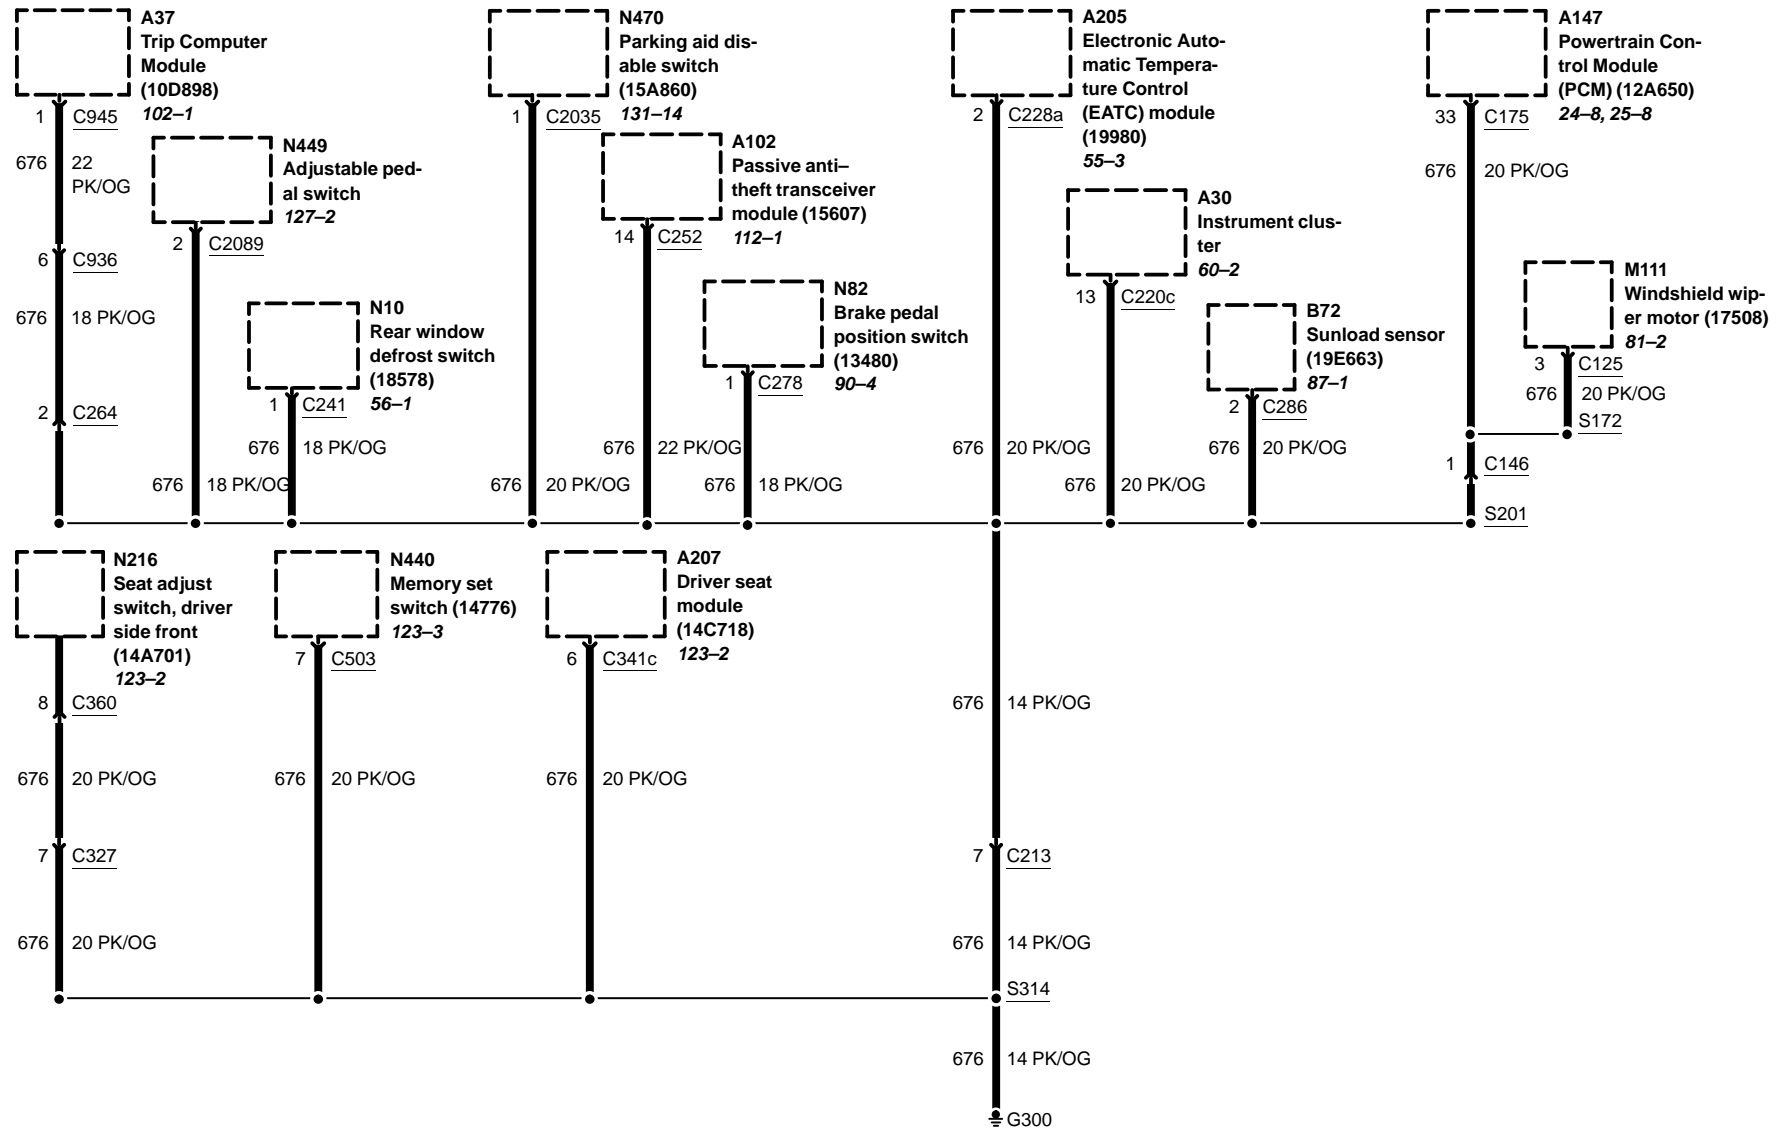 A37
Trip Computer
Module
(10D898)
102–1
1 C945
676 22
PK/OG
6 C936
676 18 PK/OG
2 C264
N449
Adjustable ped-
al switch
127–2
2 C2089
676 18 PK/OG
N10
Rear window
defrost switch
(18578)
56–1
1 C241
676 18 PK/OG
N470
Parking aid dis-
able switch
(15A860)
131–14
1 C2035
676 20 PK/OG
A102
Passive anti–
theft transceiver
module (15607)
112–1
14 C252
676 22 PK/OG
N82
Brake pedal
position switch
(13480)
90–4
1 C278
676 18 PK/OG
A205
Electronic Auto-
matic Tempera-
ture Control
(EATC) module
(19980)
55–3
2 C228a
676 20 PK/OG
A30
Instrument clus-
ter
60–2
13 C220c
676 20 PK/OG
B72
Sunload sensor
(19E663)
87–1
2 C286
676 20 PK/OG
A147
Powertrain Con-
trol Module
(PCM) (12A650)
24–8, 25–8
33 C175
676 20 PK/OG
M111
Windshield wip-
er motor (17508)
81–2
3 C125
676 20 PK/OG
S172
1 C146
S201
N216
Seat adjust
switch, driver
side front
(14A701)
123–2
8 C360
676 20 PK/OG
7 C327
676 20 PK/OG
N440
Memory set
switch (14776)
123–3
7 C503
676 20 PK/OG
A207
Driver seat
module
(14C718)
123–2
6 C341c
676 20 PK/OG
676 14 PK/OG
7 C213
676 14 PK/OG
S314
676 14 PK/OG
G300